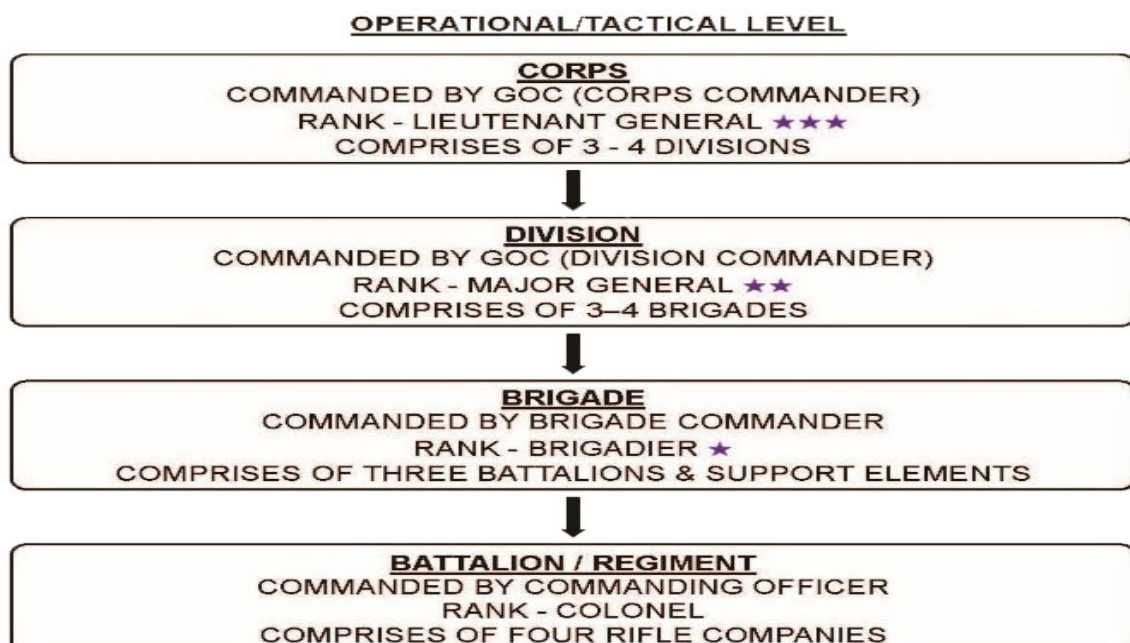 OPERATIONAL/TACTICAL LEVEL
CORPS
COMMANDED BY GOC (CORPS COMMANDER)
RANK - LIEUTENANT GENERAL ★★★
COMPRISES OF 3 - 4 DIVISIONS
DIVISION
COMMANDED BY GOC (DIVISION COMMANDER)
RANK - MAJOR GENERAL ★★
COMPRISES OF 3–4 BRIGADES
BRIGADE
COMMANDED BY BRIGADE COMMANDER
RANK - BRIGADIER ★
COMPRISES OF THREE BATTALIONS & SUPPORT ELEMENTS
BATTALION / REGIMENT
COMMANDED BY COMMANDING OFFICER
RANK - COLONEL
COMPRISES OF FOUR RIFLE COMPANIES